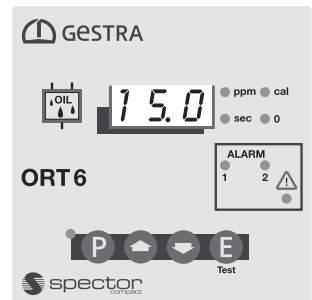 GESTRA
OIL
15.0
ppm cal
sec 0
ORT 6
ALARM
1 2
!
P E
Test
spector
compact